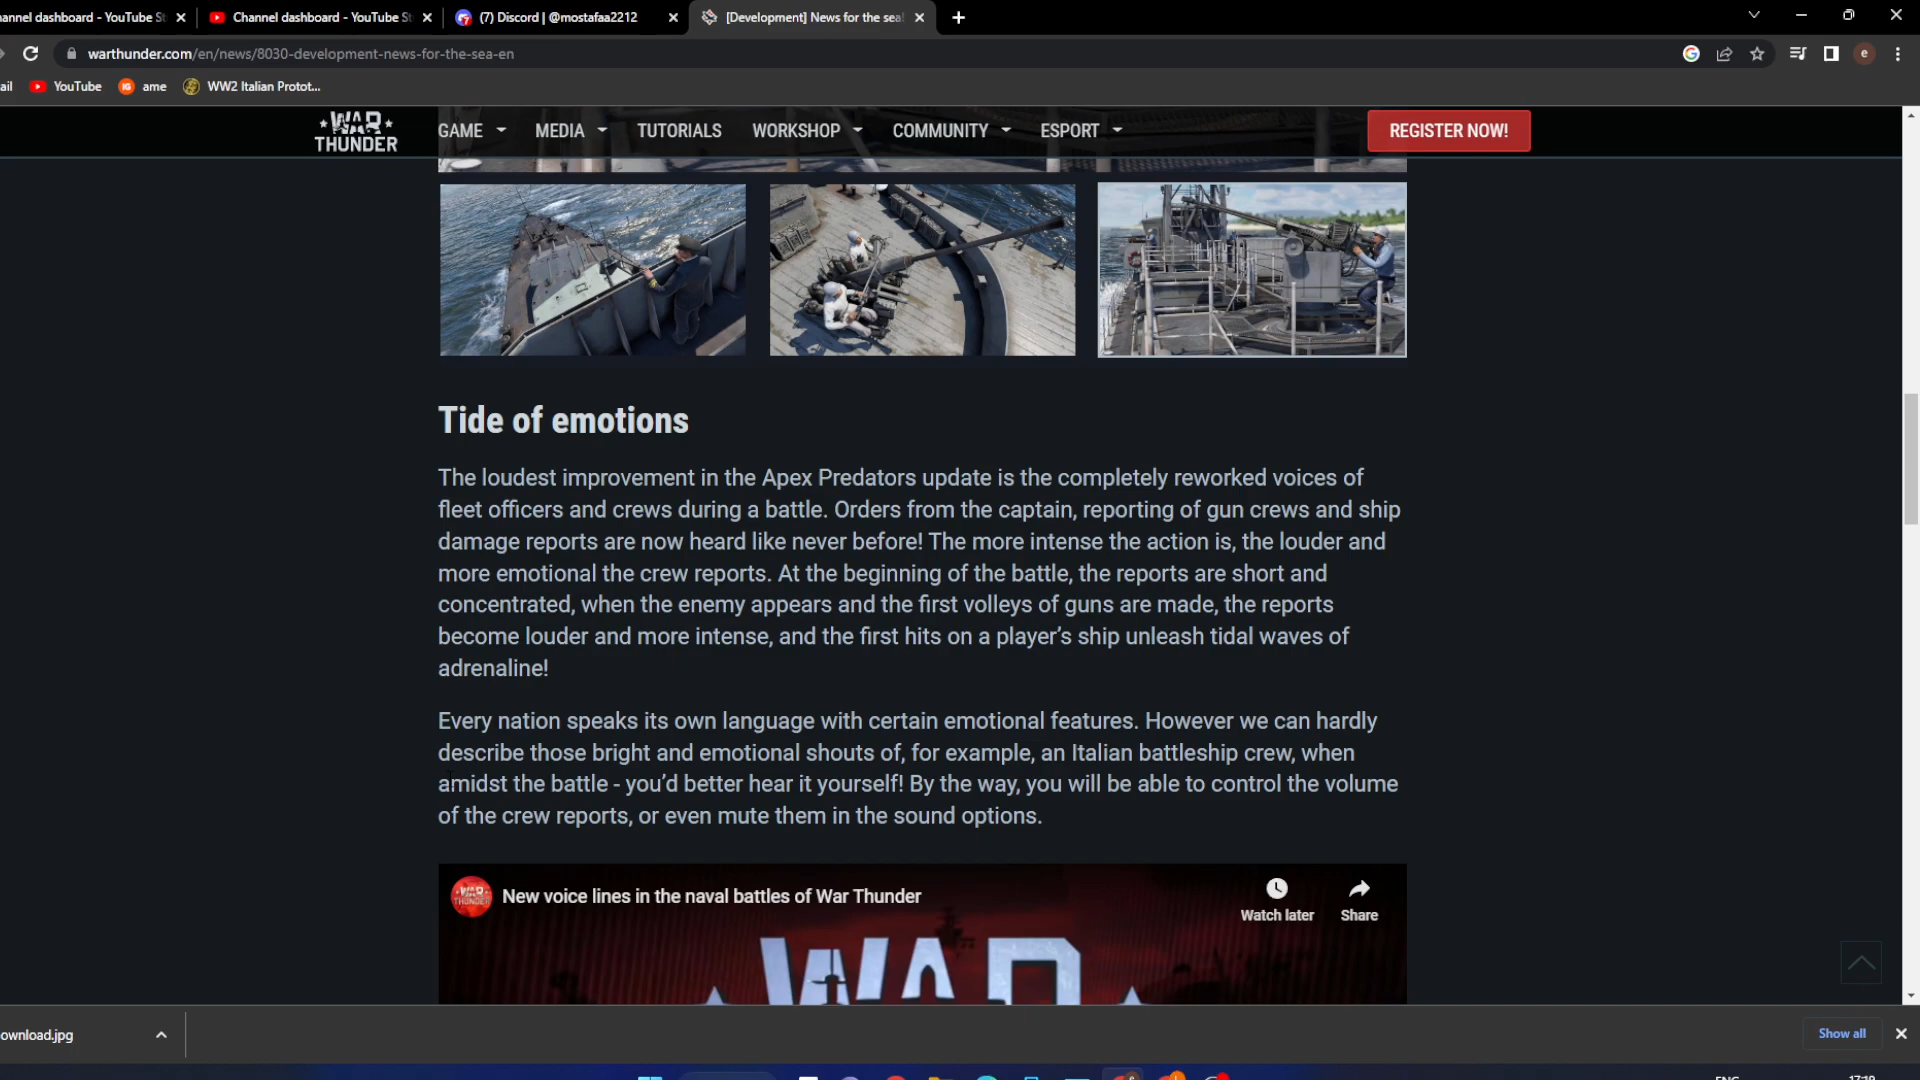 hannel dashboard - YouTube St
Channel dashboard - YouTube St
(7) Discord | @mostafaa2212
[Development] News for the sea
warthunder.com/en/news/8030-development-news-for-the-sea-en
ail
YouTube
ame
WW2 Italian Protot...
WAR THUNDER
GAME
MEDIA
TUTORIALS
WORKSHOP
COMMUNITY
ESPORT
REGISTER NOW!
Tide of emotions
The loudest improvement in the Apex Predators update is the completely reworked voices of
fleet officers and crews during a battle. Orders from the captain, reporting of gun crews and ship
damage reports are now heard like never before! The more intense the action is, the louder and
more emotional the crew reports. At the beginning of the battle, the reports are short and
concentrated, when the enemy appears and the first volleys of guns are made, the reports
become louder and more intense, and the first hits on a player’s ship unleash tidal waves of
adrenaline!
Every nation speaks its own language with certain emotional features. However we can hardly
describe those bright and emotional shouts of, for example, an Italian battleship crew, when
amidst the battle - you’d better hear it yourself! By the way, you will be able to control the volume
of the crew reports, or even mute them in the sound options.
WAR THUNDER
New voice lines in the naval battles of War Thunder
Watch later
Share
WAR
ownload.jpg
Show all
ENG
17:19